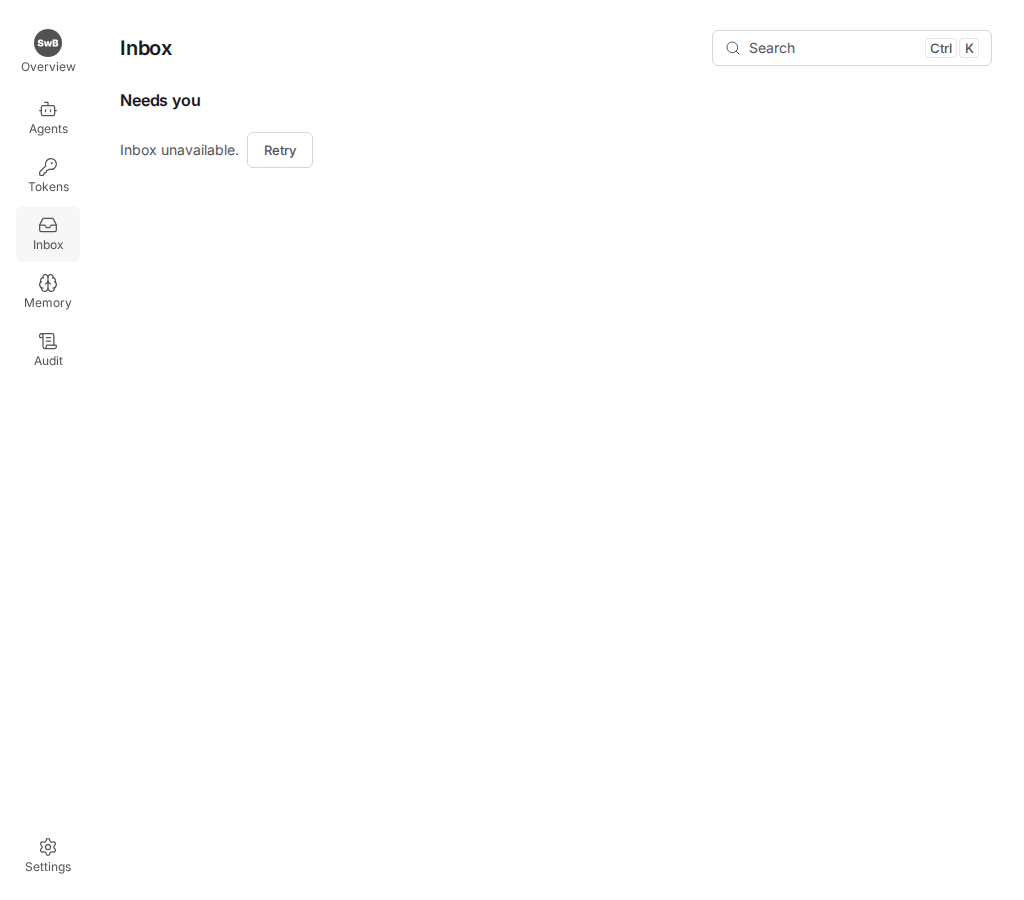 SwB
Overview
Agents
Tokens
Inbox
Memory
Audit
Settings
Inbox
Search Ctrl K
Needs you
Inbox unavailable. Retry